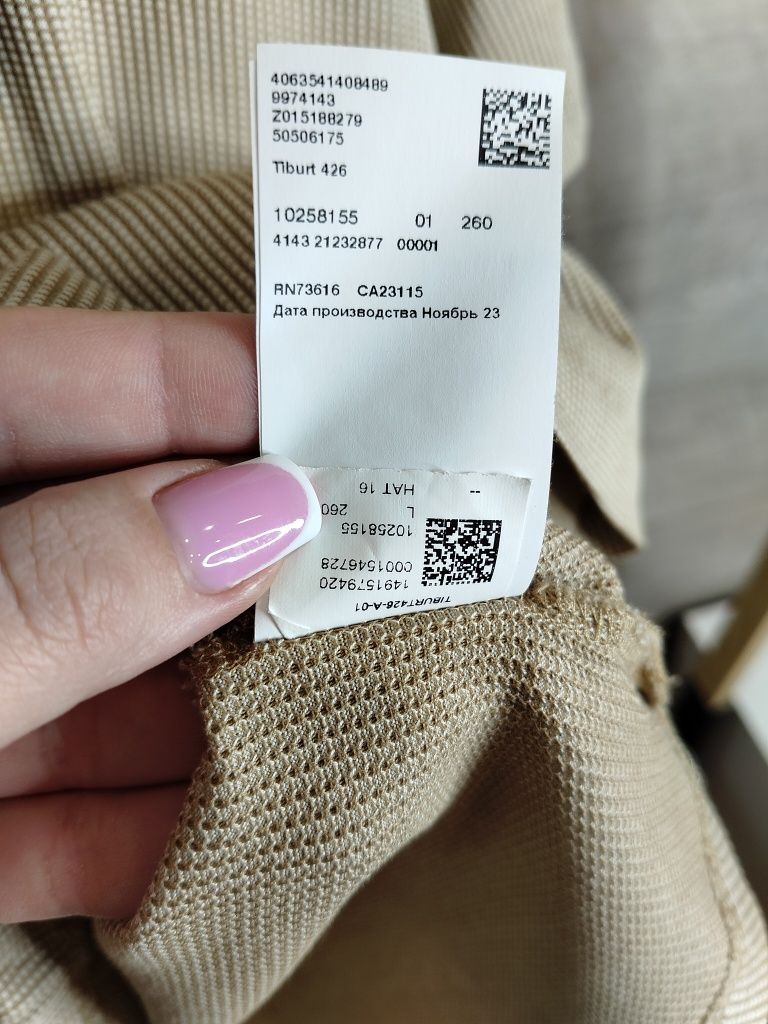 4063541408489
9974143
Z015188279
50506175
Tiburt 426
10258155 01 260
4143 21232877 00001
RN73616 CA23115
Дата производства Ноябрь 23
TIBURT426-A-01
1491579420
0001546728
10258155
L 260
HAT 16 --